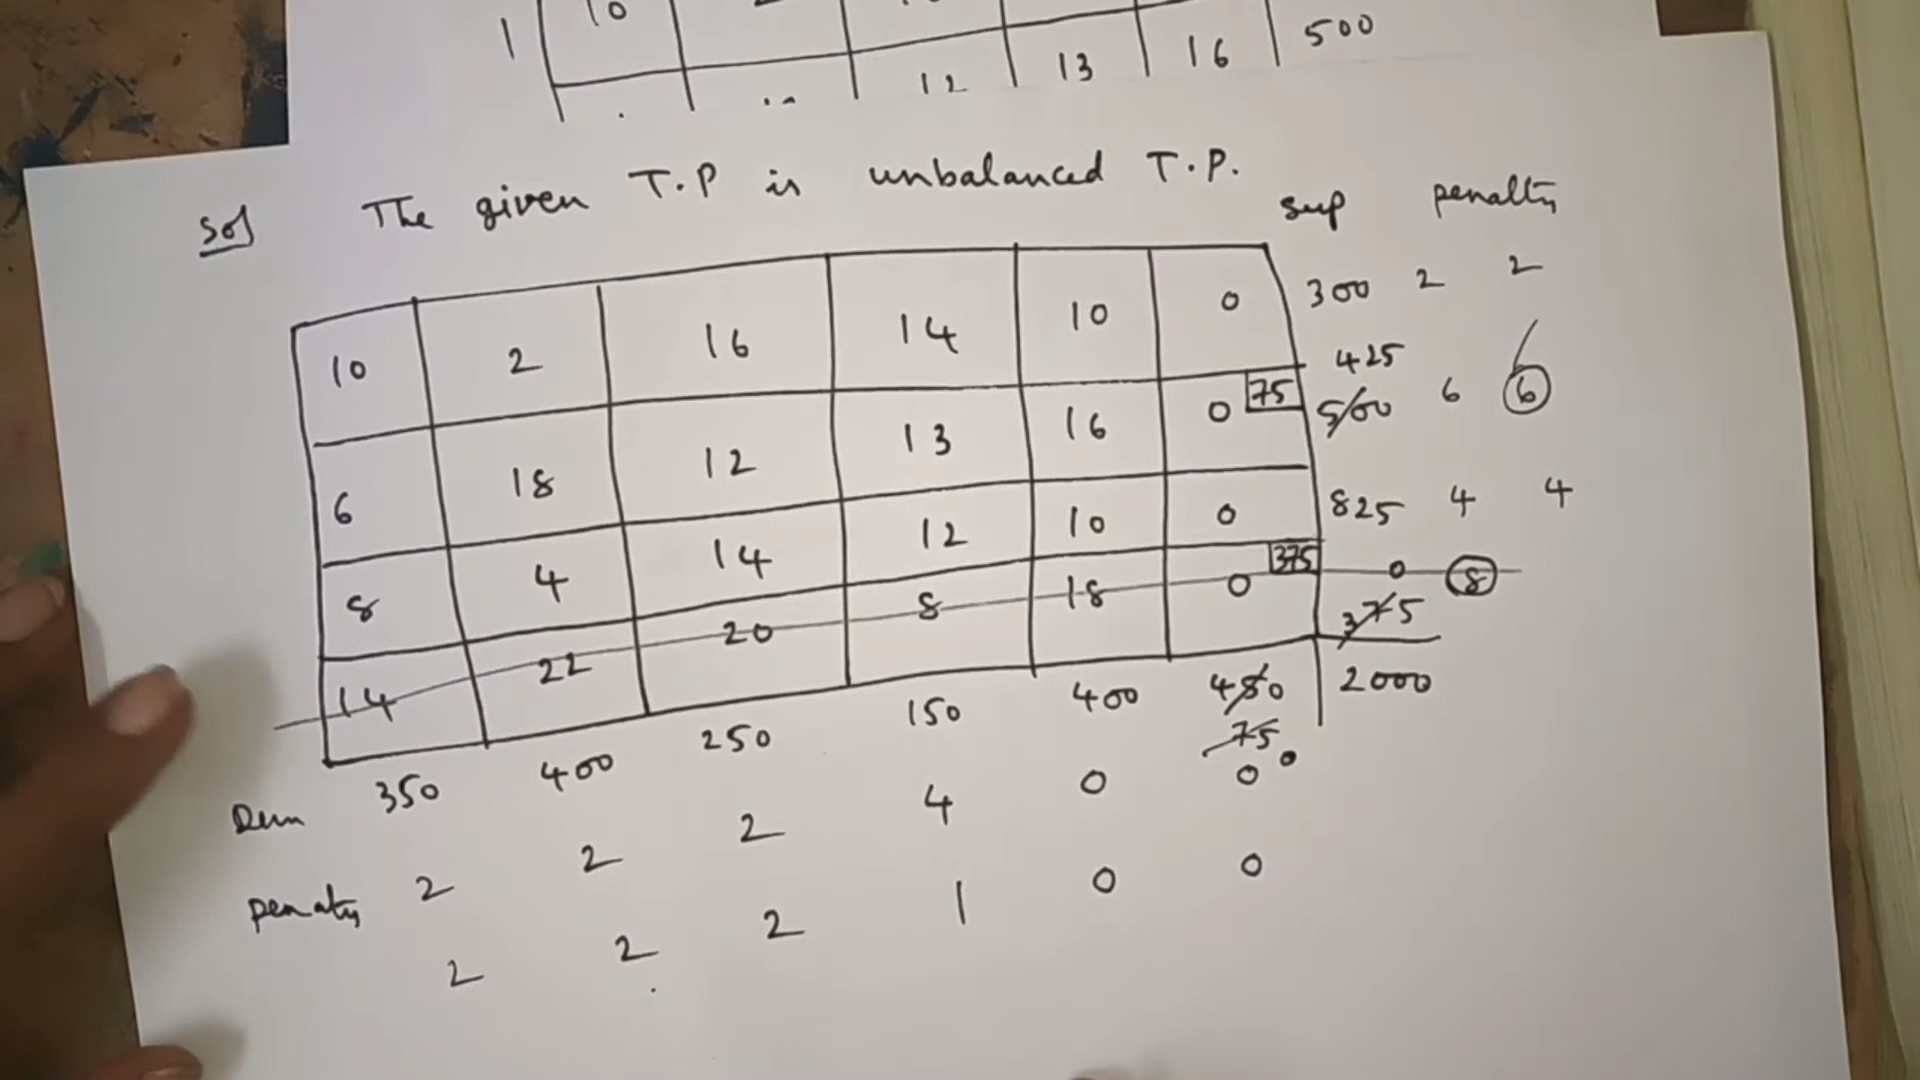 1 10 500
12 13 16
Sol The given T.P is unbalanced T.P.
sup penalty
10 2 16 14 10 0 300 2 2
425
6 18 12 13 16 0 75 500 6 6
8 4 14 12 10 0 825 4 4
14 22 20 8 18 0 375 0 8
375
Dem 350 400 250 150 400 450 2000
75
0
penaty 2 2 2 4 0 0
2 2 2 1 0 0